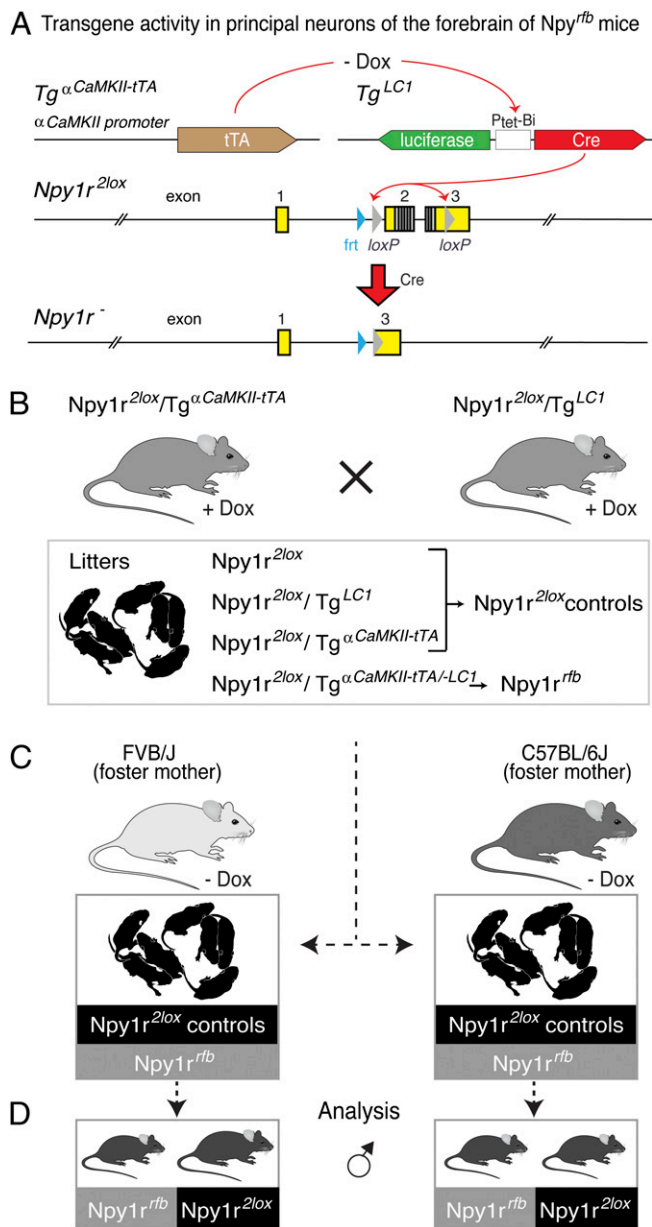 A Transgene activity in principal neurons of the forebrain of Npy^rfb mice
- Dox
Tg^αCaMKII-tTA Tg^LC1
α CaMKII promoter
tTA
luciferase
Ptet-Bi
Cre
Npy1r^2lox
exon
1 2 3
frt loxP loxP
Cre
Npy1r^-
exon
1 3
B
Npy1r^2lox/Tg^αCaMKII-tTA Npy1r^2lox/Tg^LC1
+ Dox + Dox
Litters
Npy1r^2lox
Npy1r^2lox/ Tg^LC1
Npy1r^2lox/ Tg^αCaMKII-tTA
Npy1r^2lox controls
Npy1r^2lox/ Tg^αCaMKII-tTA/-LC1 Npy1r^rfb
C
FVB/J
(foster mother)
C57BL/6J
(foster mother)
- Dox - Dox
Npy1r^2lox controls
Npy1r^rfb
Npy1r^2lox controls
Npy1r^rfb
D
Analysis
Npy1r^rfb Npy1r^2lox
Npy1r^rfb Npy1r^2lox